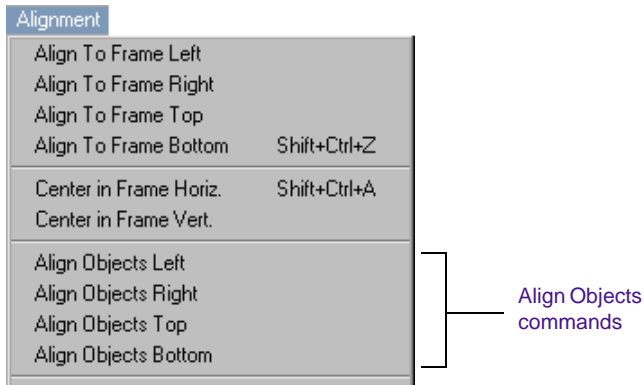 Alignment
Align To Frame Left
Align To Frame Right
Align To Frame Top
Align To Frame Bottom Shift+Ctrl+Z
Center in Frame Horiz. Shift+Ctrl+A
Center in Frame Vert.
Align Objects Left
Align Objects Right
Align Objects Top
Align Objects Bottom
Align Objects
commands